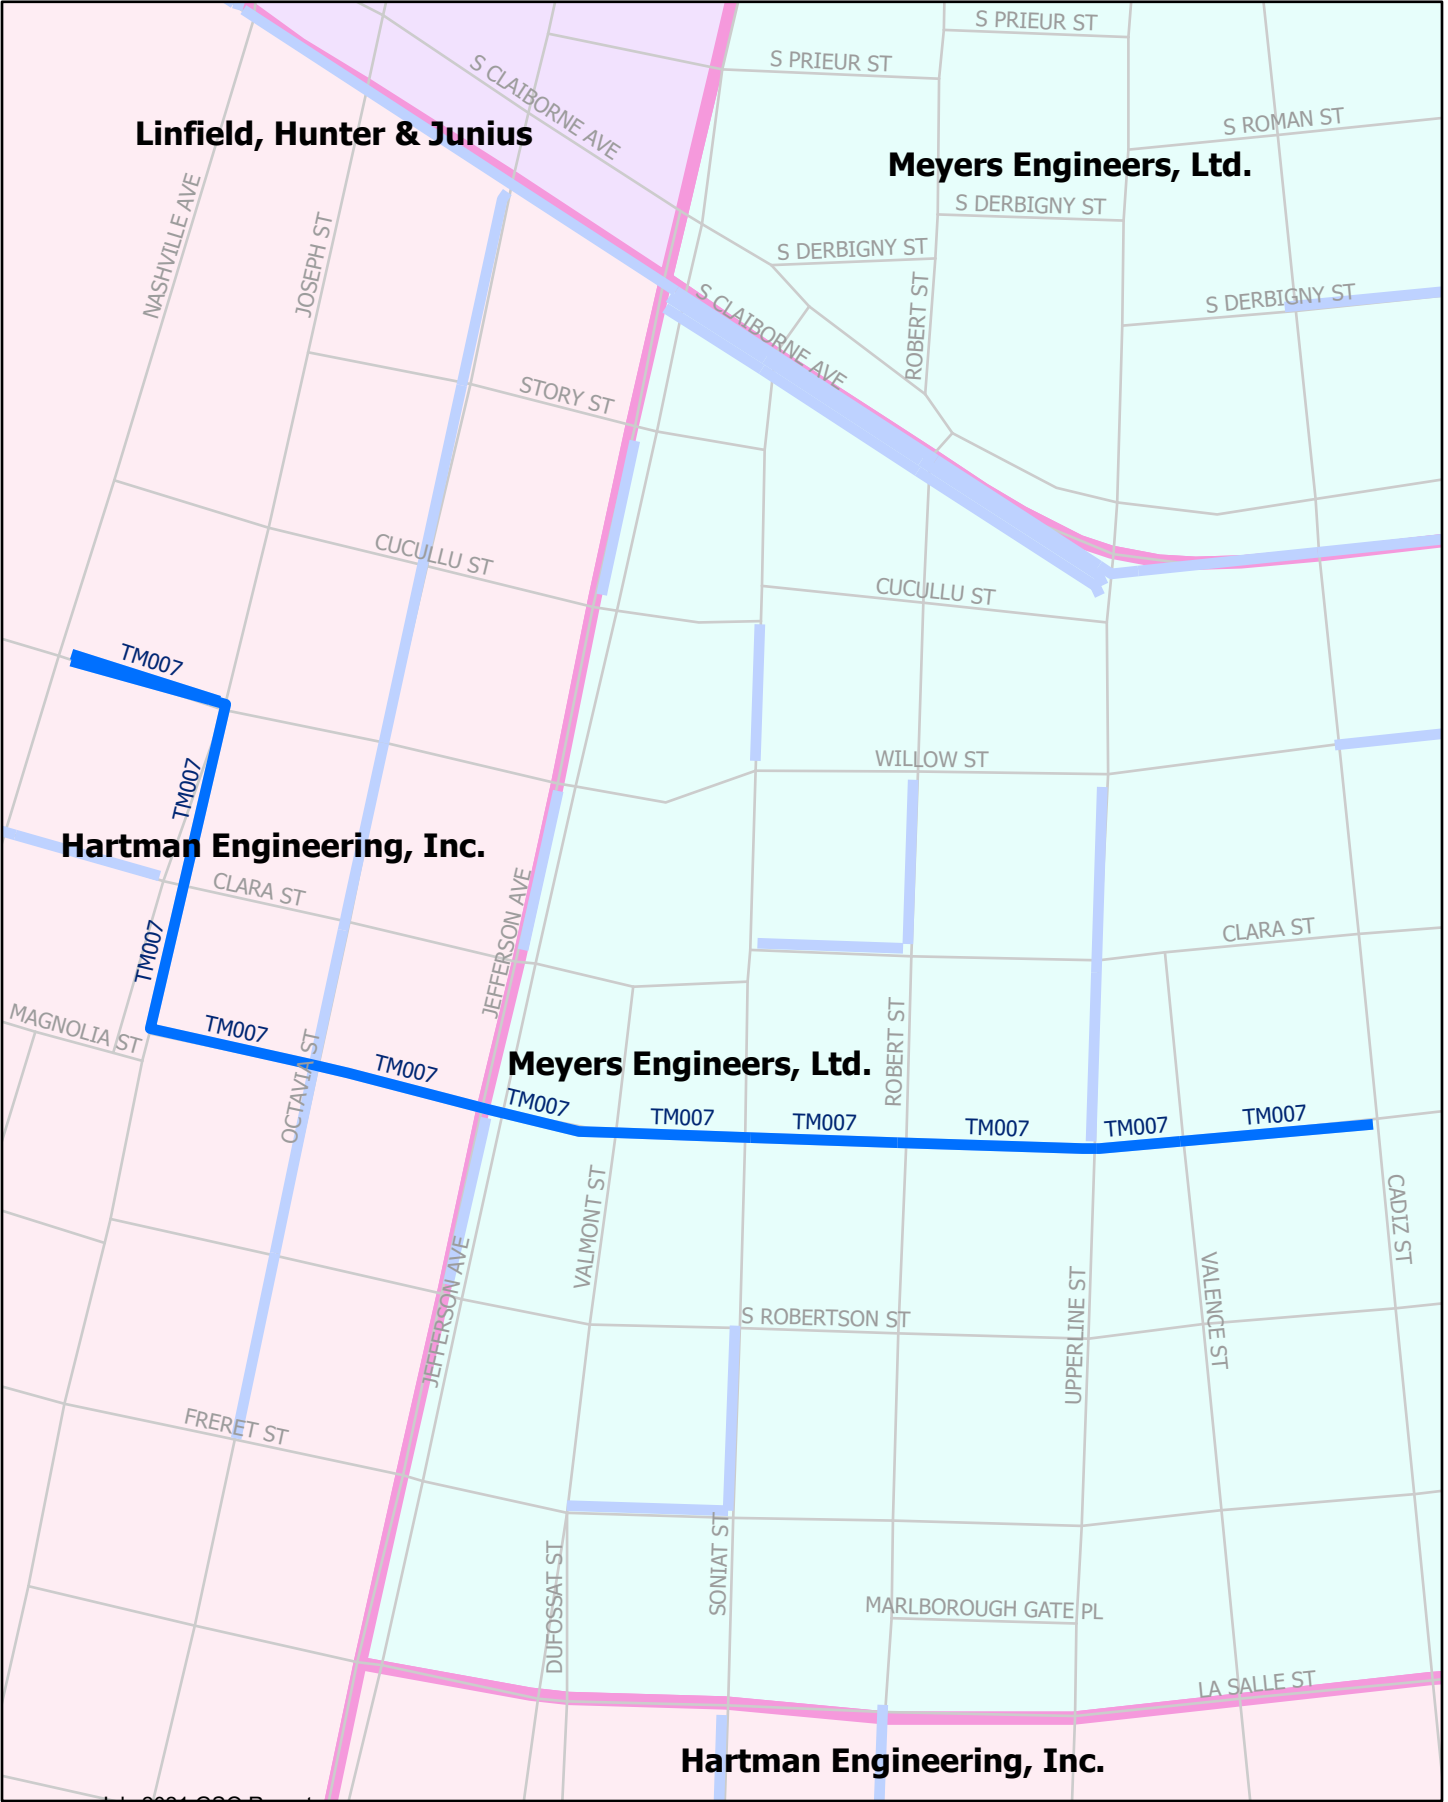 S PRIEUR ST
S PRIEUR ST
S CLAIBORNE AVE
S ROMAN ST
Linfield, Hunter & Junius
Meyers Engineers, Ltd.
NASHVILLE AVE
JOSEPH ST
S DERBIGNY ST
S DERBIGNY ST
S DERBIGNY ST
S CLAIBORNE AVE
ROBERT ST
STORY ST
CUCULLU ST
CUCULLU ST
TM007
TM007
WILLOW ST
Hartman Engineering, Inc.
CLARA ST
JEFFERSON AVE
CLARA ST
TM007
MAGNOLIA ST
TM007
OCTAVIA ST
TM007
Meyers Engineers, Ltd.
ROBERT ST
TM007
TM007
TM007
TM007
TM007
TM007
VALMONT ST
CADIZ ST
JEFFERSON AVE
S ROBERTSON ST
UPPERLINE ST
VALENCE ST
FRERET ST
DUFOSSAT ST
SONIAT ST
MARLBOROUGH GATE PL
LA SALLE ST
Hartman Engineering, Inc.